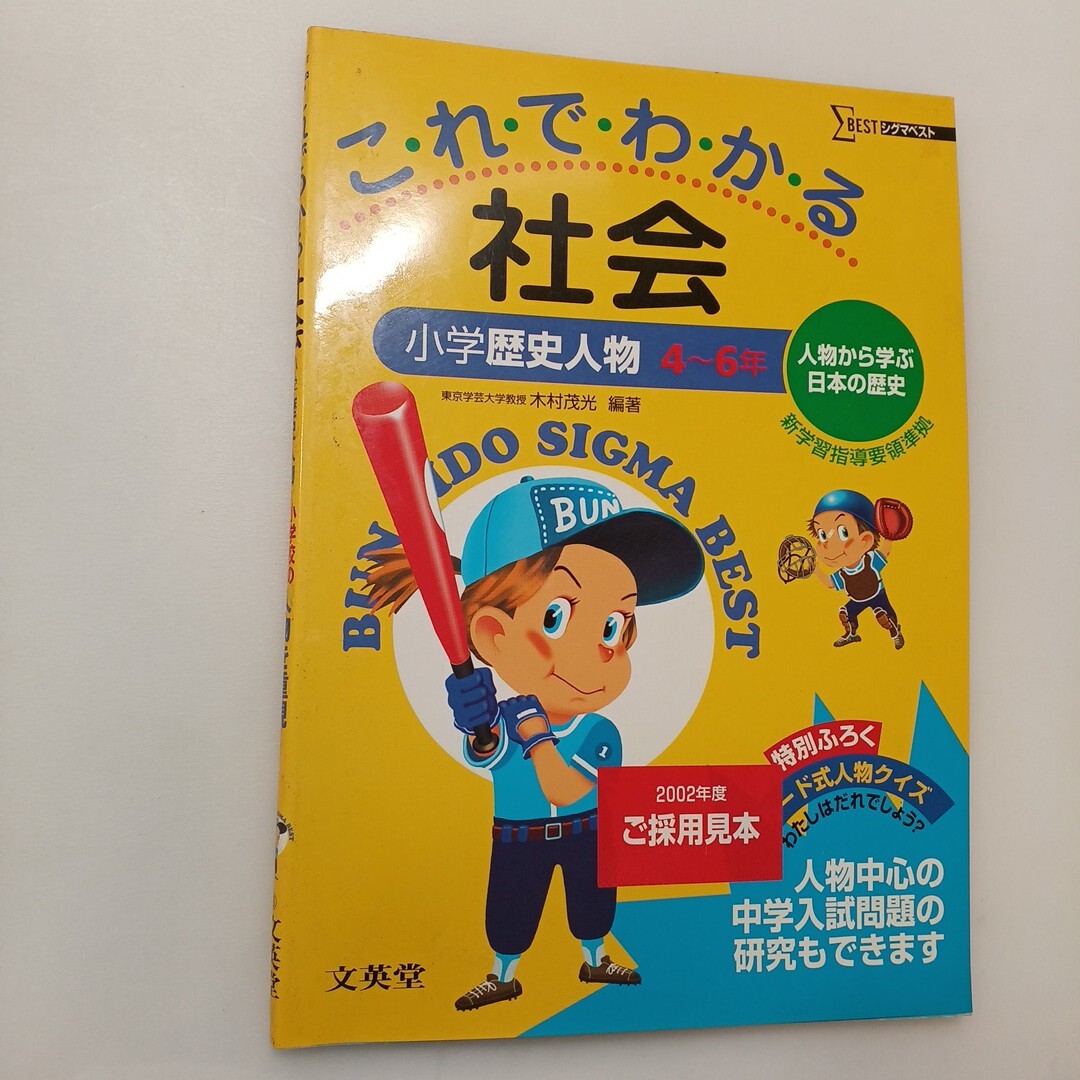 ΣBEST シグマベスト
こ・れ・で・わ・か・る
社会
小学歴史人物 4〜6年
人物から学ぶ
日本の歴史
新学習指導要領準拠
東京学芸大学教授 木村茂光 編著
BUN IDO SIGMA BEST
BUN
1
特別ふろく
ード式人物クイズ
わたしはだれでしょう?
2002年度
ご採用見本
人物中心の
中学入試問題の
研究もできます
文英堂